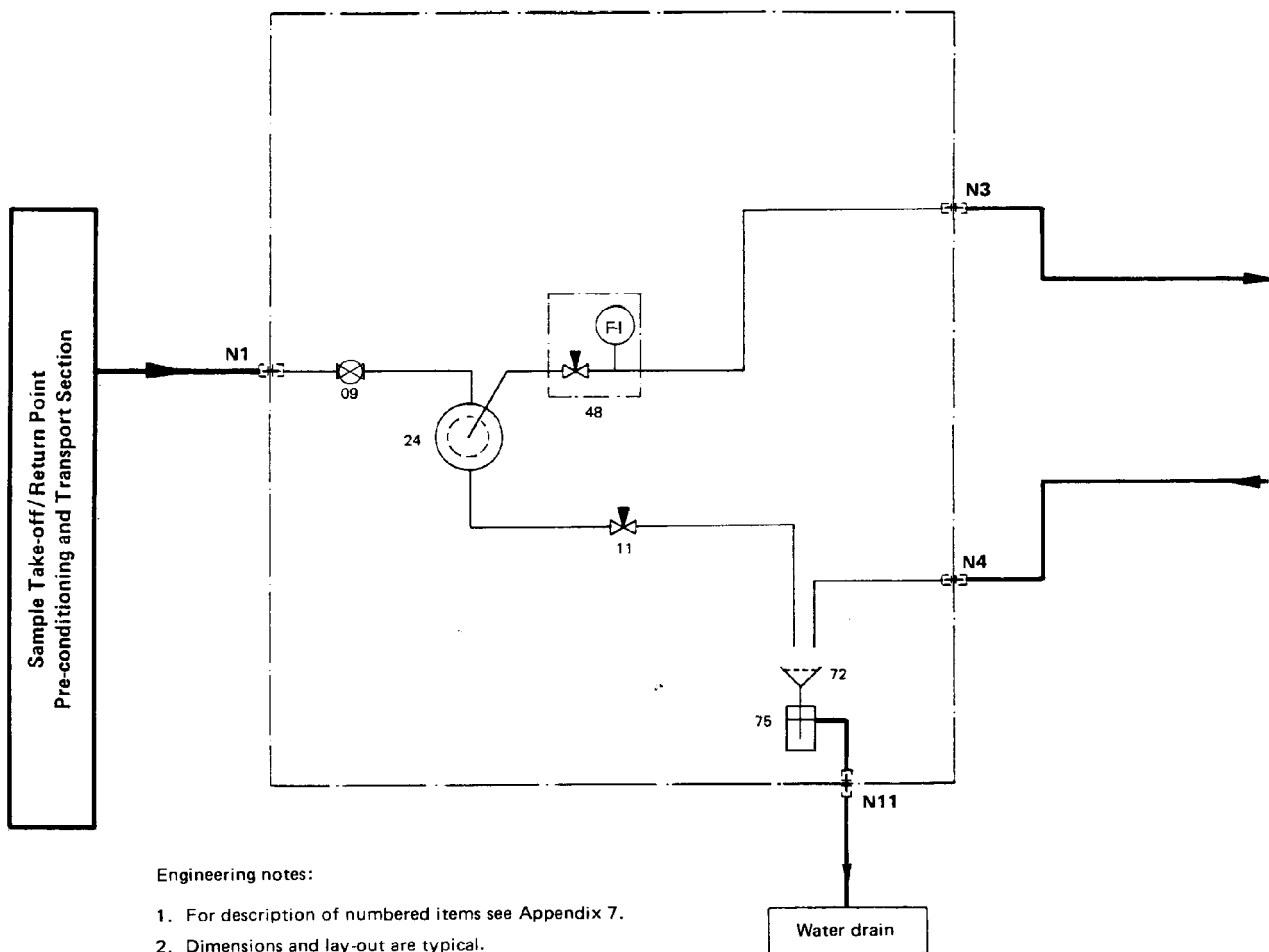 Sample Take-off/Return Point
Pre-conditioning and Transport Section
N1
09
24
F-I
48
N3
11
N4
72
75
N11
Engineering notes:
1. For description of numbered items see Appendix 7.
2. Dimensions and lay-out are typical.
Water drain